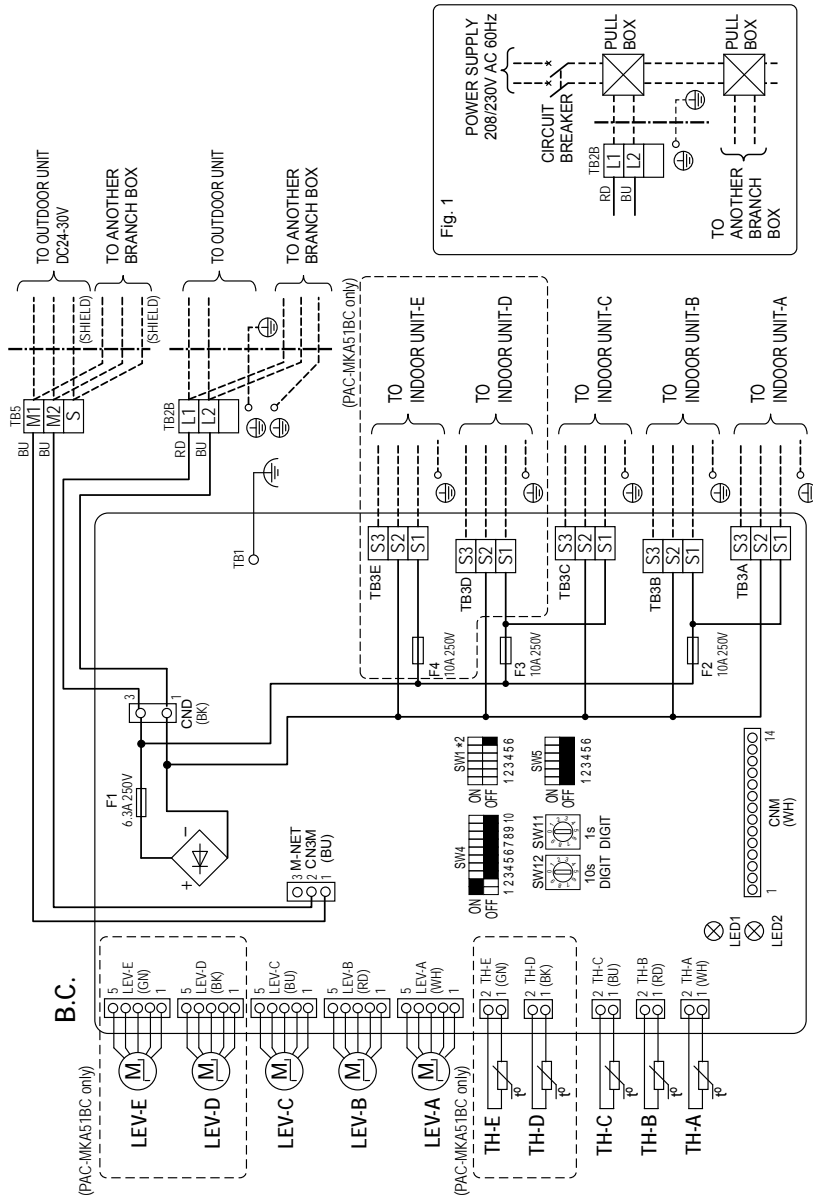 (PAC-MKA51BC only)
(PAC-MKA51BC only)
TH-A
TH-B
TH-C
TH-D
TH-E
LEV-A
LEV-B
LEV-C
LEV-D
LEV-E
t°
t°
t°
t°
t°
M
M
M
M
M
B.C.
1 2 TH-A
(WH)
1 2 TH-B
(RD)
1 2 TH-C
(BU)
1 2 TH-D
(BK)
1 2 TH-E
(GN)
1 5
LEV-A
(WH)
1 5
LEV-B
(RD)
1 5
LEV-C
(BU)
1 5
LEV-D
(BK)
1 5
LEV-E
(GN)
LED1
LED2
1 14
CNM
(WH)
SW12
10s
DIGIT
SW11
1s
DIGIT
SW4
ON
OFF
1 2 3 4 5 6 7 8 9 10
SW1 *2
ON
OFF
1 2 3 4 5 6
SW5
ON
OFF
1 2 3 4 5 6
1 2 3 M-NET
CN3M
(BU)
+ −
F1
6.3A 250V
1 3
CND
(BK)
F2
10A 250V
F3
10A 250V
F4
10A 250V
TB3A
S1 S2 S3
TB3B
S1 S2 S3
TB3C
S1 S2 S3
TB3D
S1 S2 S3
TB3E
S1 S2 S3
TB1
RD
BU
TB2B
L1
L2
BU
BU
TB5
M1
M2
S
(PAC-MKA51BC only)
TO
INDOOR UNIT-A
TO
INDOOR UNIT-B
TO
INDOOR UNIT-C
TO
INDOOR UNIT-D
TO
INDOOR UNIT-E
TO ANOTHER
BRANCH BOX
TO OUTDOOR UNIT
(SHIELD)
(SHIELD)
TO ANOTHER
BRANCH BOX
TO OUTDOOR UNIT
DC24-30V
Fig. 1
POWER SUPPLY
208/230V AC 60Hz
CIRCUIT
BREAKER
TB2B
RD
BU
L1
L2
PULL
BOX
PULL
BOX
TO
ANOTHER
BRANCH
BOX